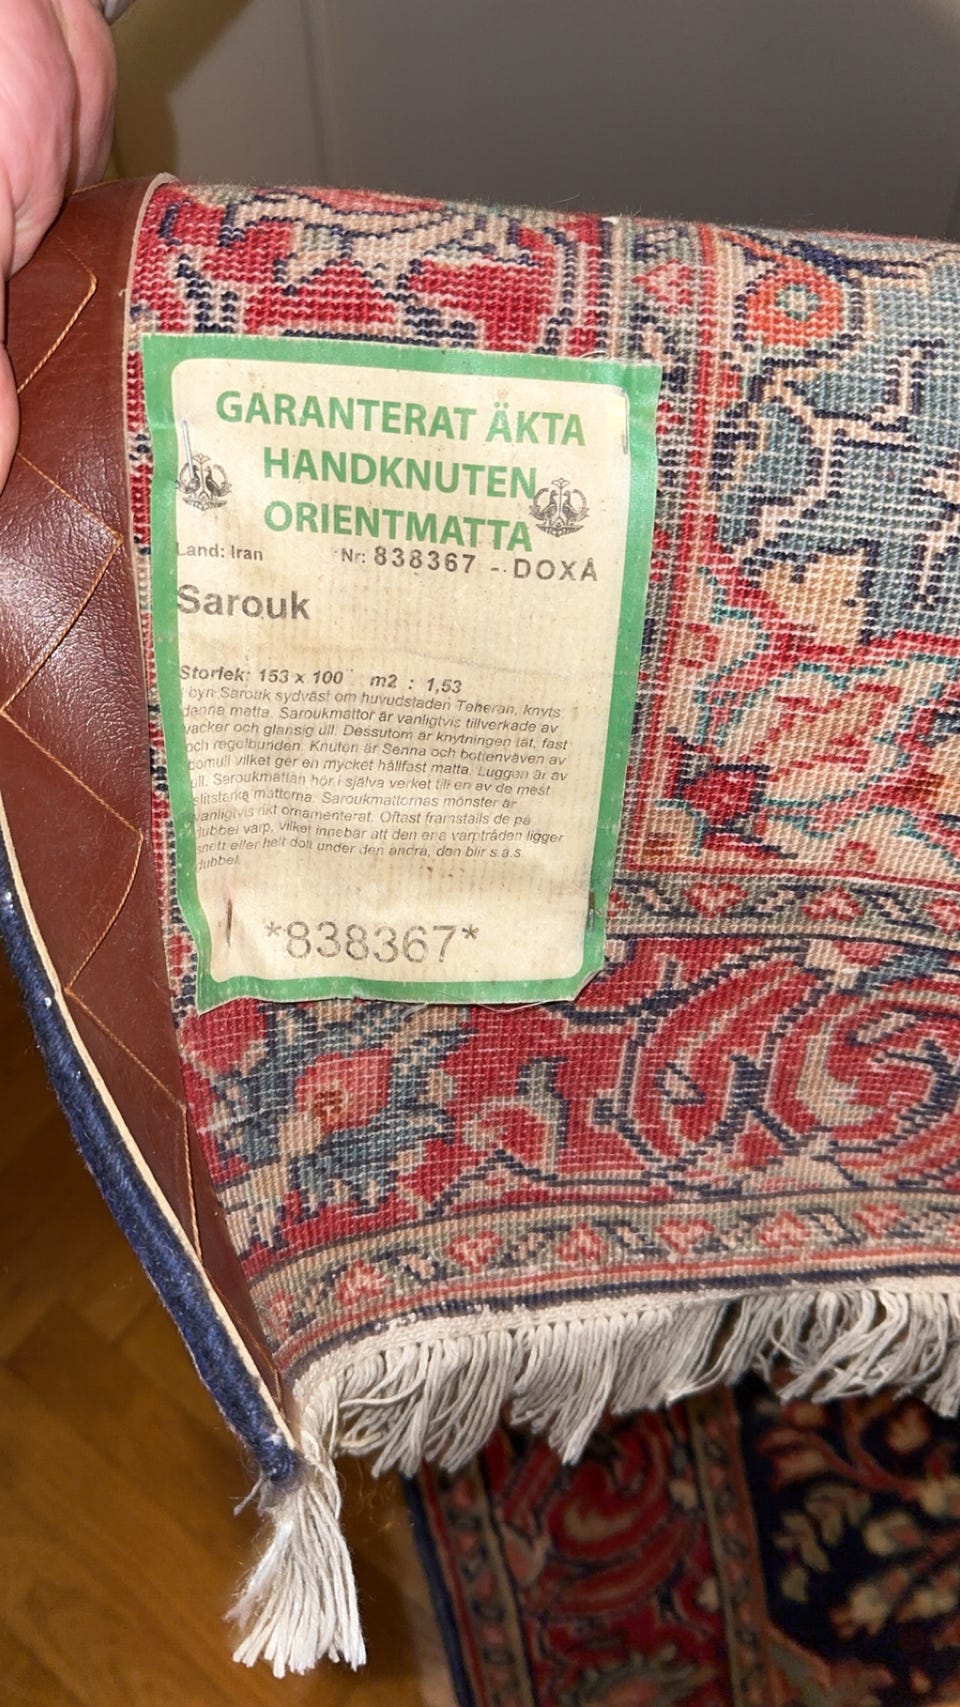 GARANTERAT ÄKTA
HANDKNUTEN
ORIENTMATTA
Land: Iran Nr: 838367 - DOXÅ
Sarouk
Storlek: 153 x 100 m2 : 1,53
I byn Sarouk sydväst om huvudstaden Teheran, knyts
denna matta. Saroukmattor är vanligtvis tillverkade av
vacker och glansig ull. Dessutom är knytningen tät, fast
och regelbunden. Knuten är Senna och bottenväven av
bomull vilket ger en mycket hållfast matta. Luggen är av
ull. Saroukmattan hör i själva verket till en av de mest
slitstarka mattorna. Saroukmattornas mönster är
vanligtvis rikt ornamenterat. Oftast framställs de på
dubbel varp, vilket innebär att den ena varptråden ligger
snett eller helt dolt under den andra, den blir s.a.s.
dubbel.
*838367*